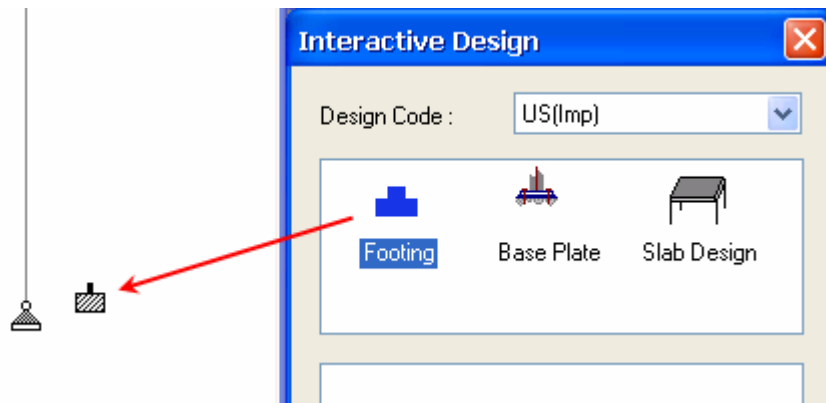 Interactive Design
Design Code : US(Imp)
Footing Base Plate Slab Design